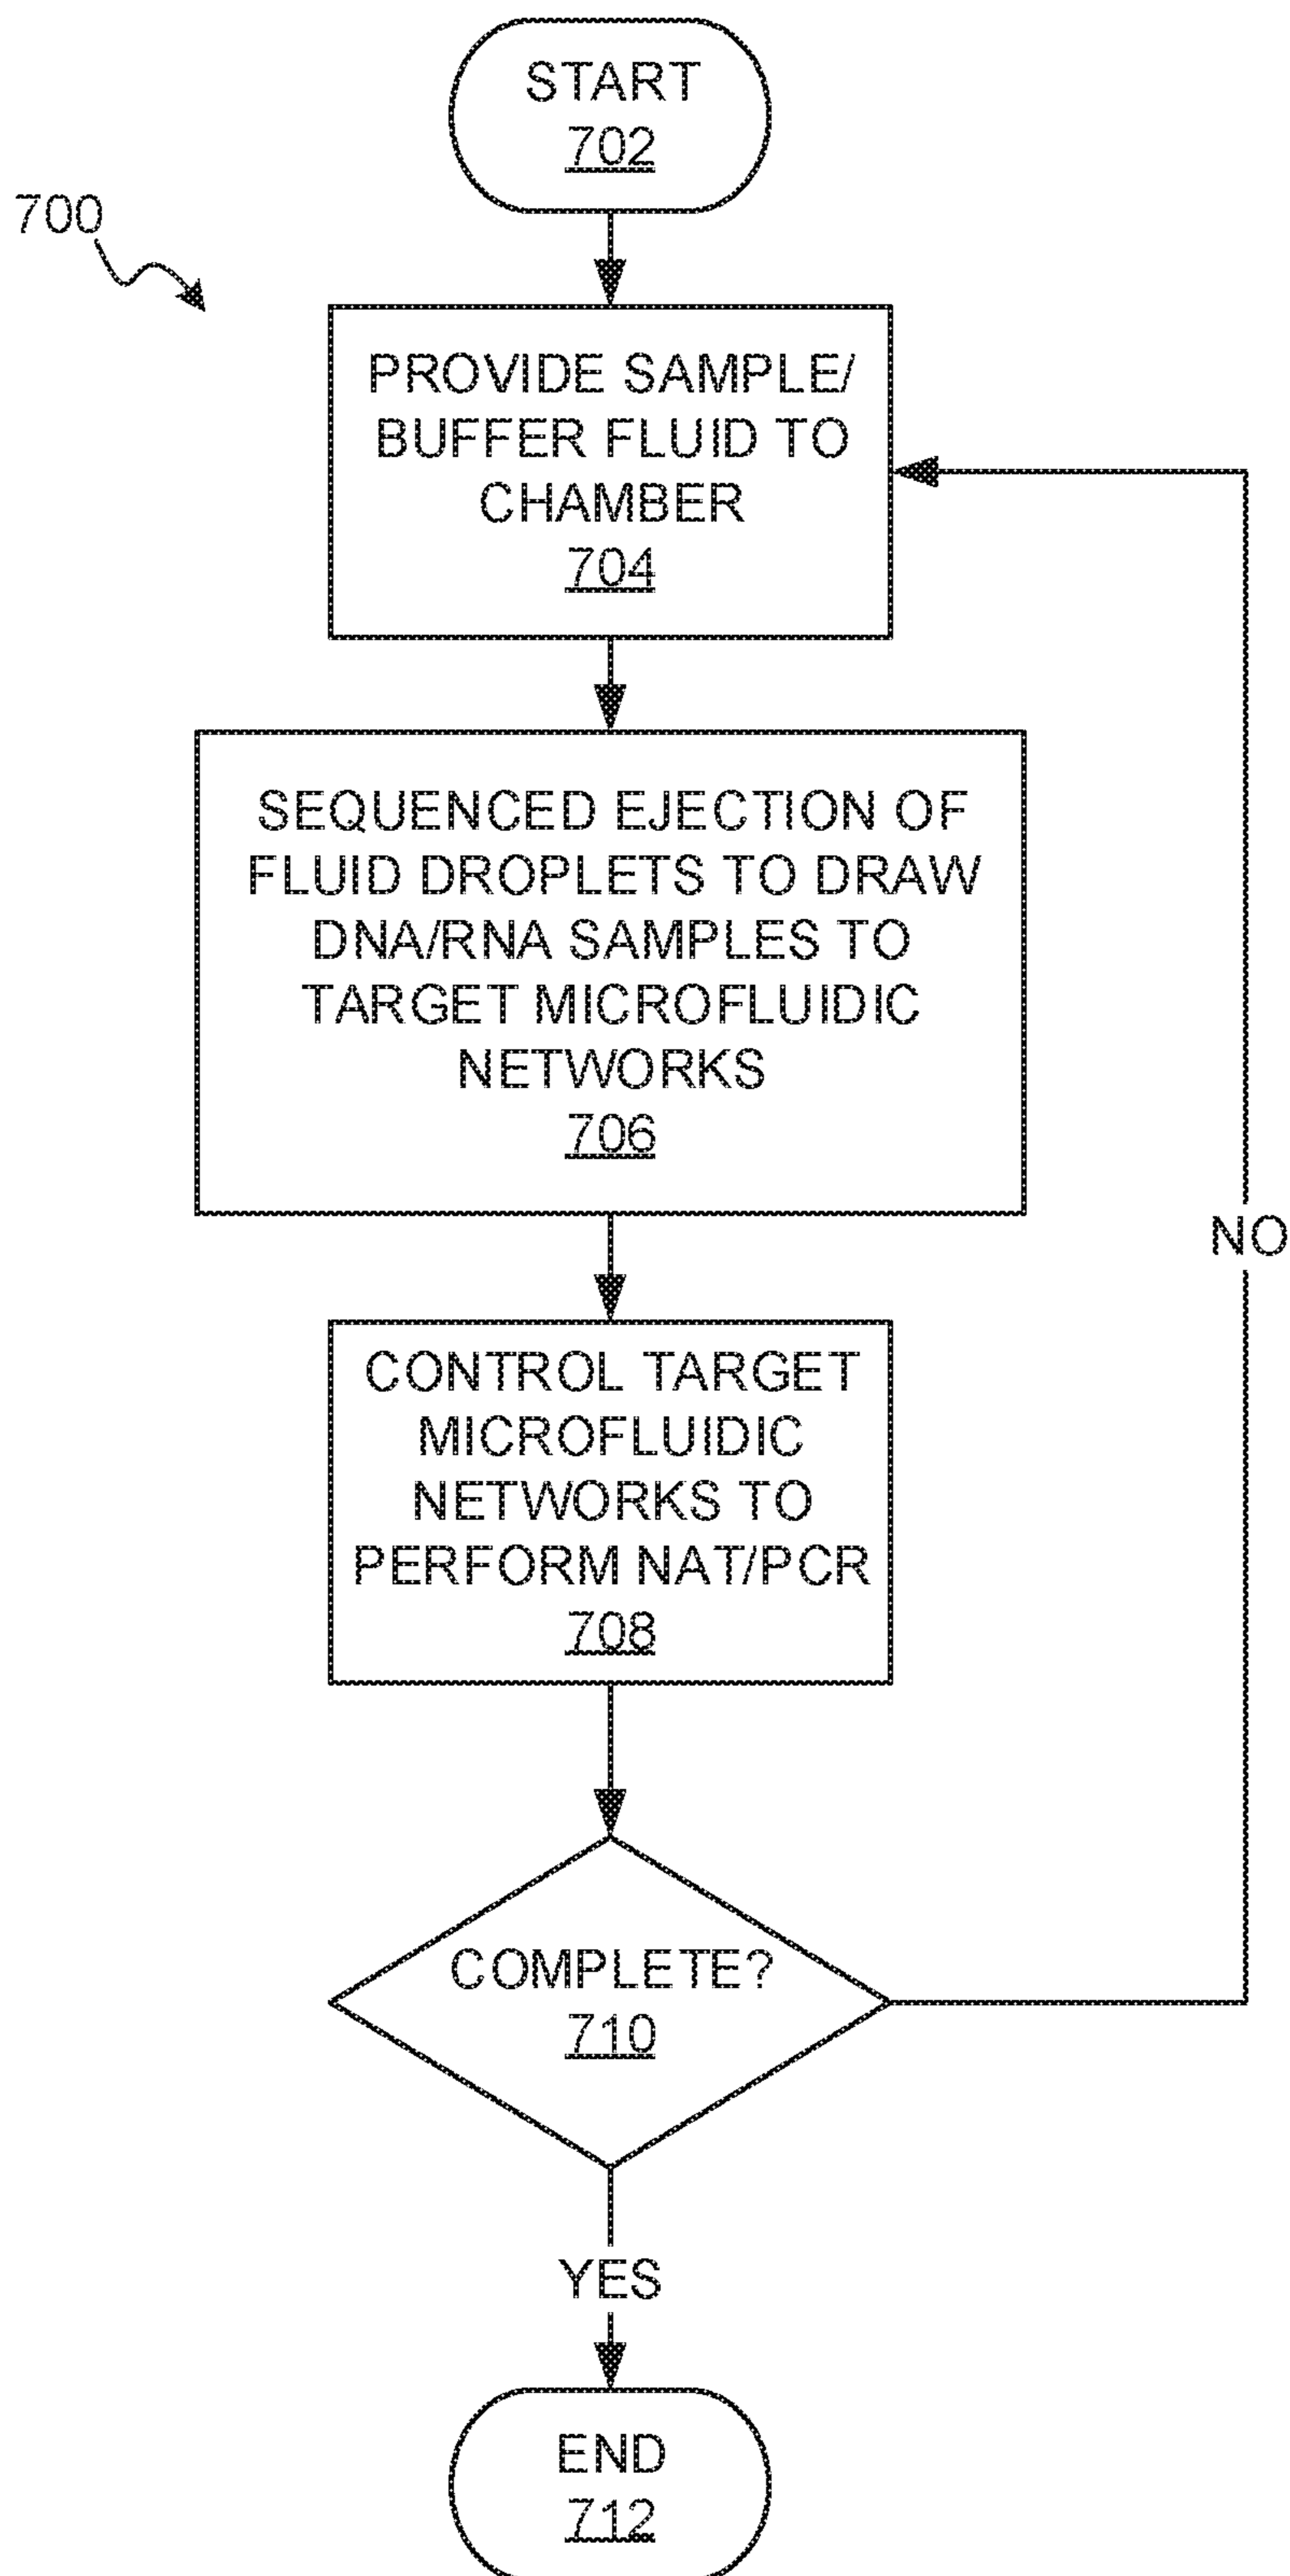 START
702
700
PROVIDE SAMPLE/
BUFFER FLUID TO
CHAMBER
704
SEQUENCED EJECTION OF
FLUID DROPLETS TO DRAW
DNA/RNA SAMPLES TO
TARGET MICROFLUIDIC
NETWORKS
706
NO
CONTROL TARGET
MICROFLUIDIC
NETWORKS TO
PERFORM NAT/PCR
708
COMPLETE?
710
YES
END
712